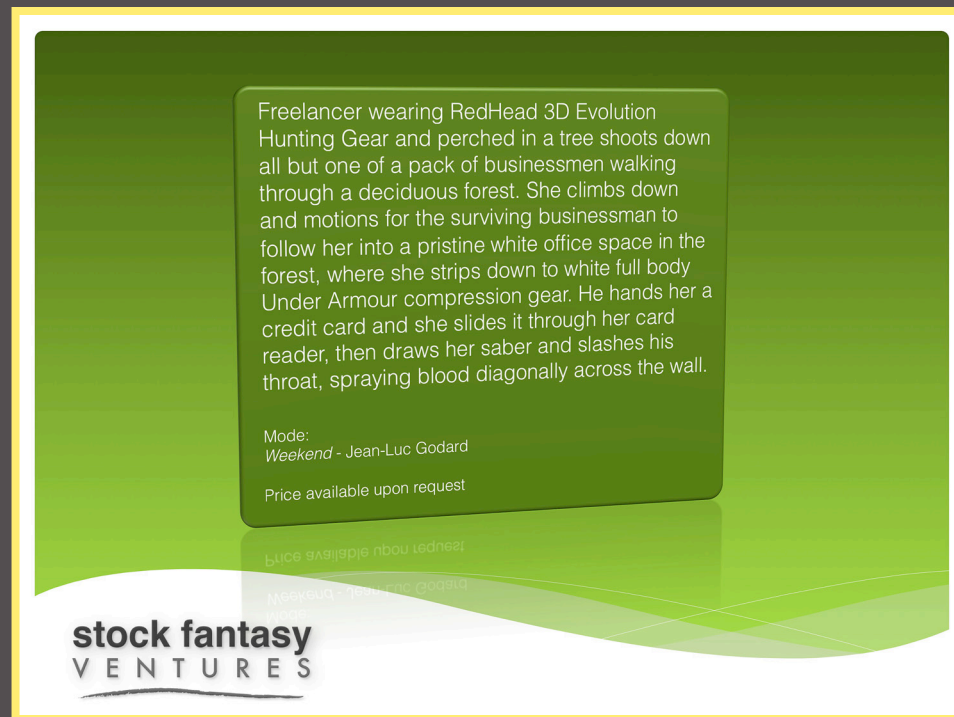 Freelancer wearing RedHead 3D Evolution
Hunting Gear and perched in a tree shoots down
all but one of a pack of businessmen walking
through a deciduous forest. She climbs down
and motions for the surviving businessman to
follow her into a pristine white office space in the
forest, where she strips down to white full body
Under Armour compression gear. He hands her a
credit card and she slides it through her card
reader, then draws her saber and slashes his
throat, spraying blood diagonally across the wall.
Mode:
Weekend - Jean-Luc Godard
Price available upon request
stock fantasy
VENTURES